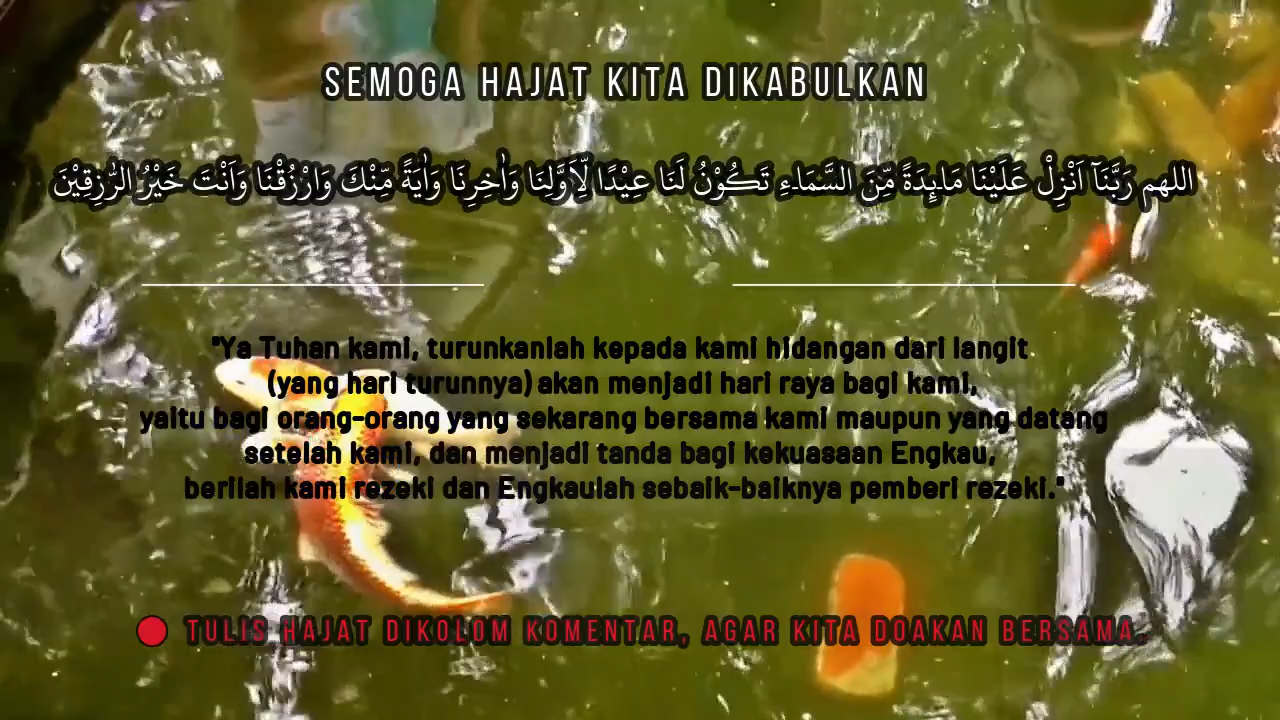 SEMOGA HAJAT KITA DIKABULKAN
اللهم رَبَّنَآ اَنْزِلْ عَلَيْنَا مَاۤىِٕدَةً مِّنَ السَّمَاۤءِ تَكُوْنُ لَنَا عِيْدًا لِّاَوَّلِنَا وَاٰخِرِنَا وَاٰيَةً مِّنْكَ وَارْزُقْنَا وَاَنْتَ خَيْرُ الرّٰزِقِيْنَ
"Ya Tuhan kami, turunkanlah kepada kami hidangan dari langit
(yang hari turunnya) akan menjadi hari raya bagi kami,
yaitu bagi orang-orang yang sekarang bersama kami maupun yang datang
setelah kami, dan menjadi tanda bagi kekuasaan Engkau,
berilah kami rezeki dan Engkaulah sebaik-baiknya pemberi rezeki."
TULIS HAJAT DIKOLOM KOMENTAR, AGAR KITA DOAKAN BERSAMA.